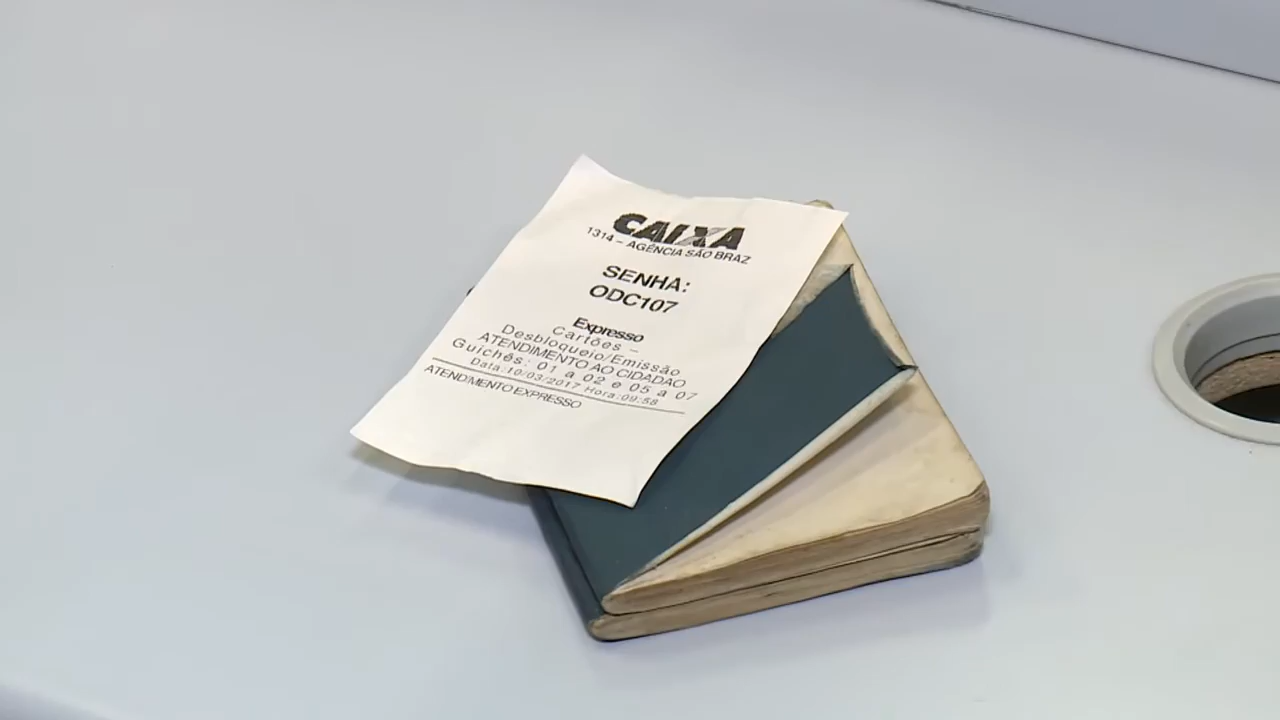 CAIXA
1314 - AGÊNCIA SÃO BRAZ
SENHA:
ODC107
Expresso
Cartões -
Desbloqueio/Emissão
ATENDIMENTO AO CIDADAO
Guichês: 01 a 02 e 05 a 07
Data:10/03/2017 Hora:09:58
ATENDIMENTO EXPRESSO